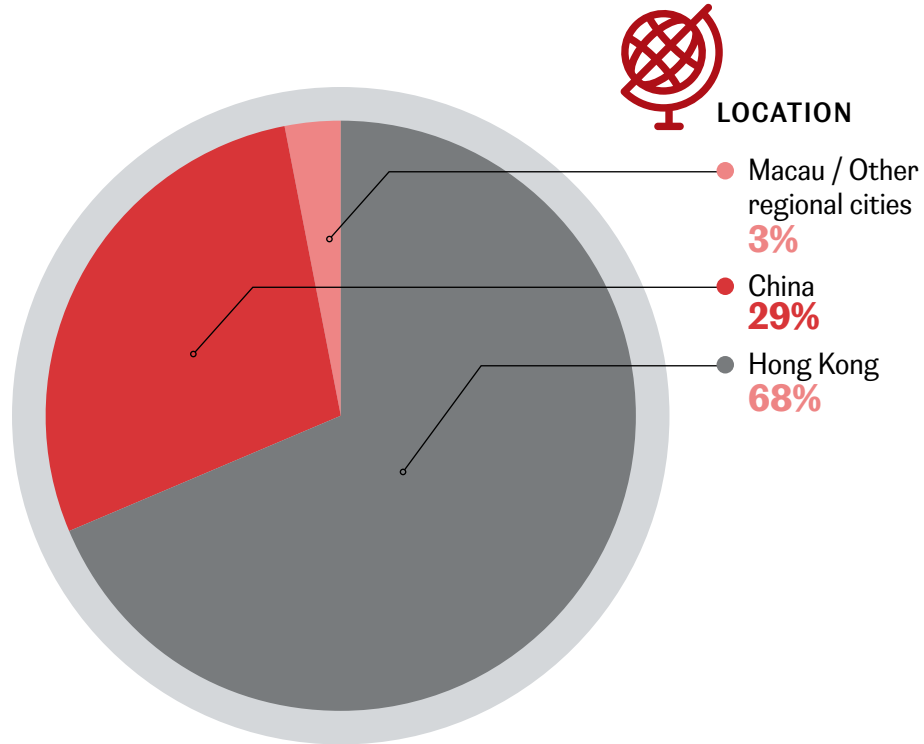 LOCATION
Macau / Other
regional cities
3%
China
29%
Hong Kong
68%